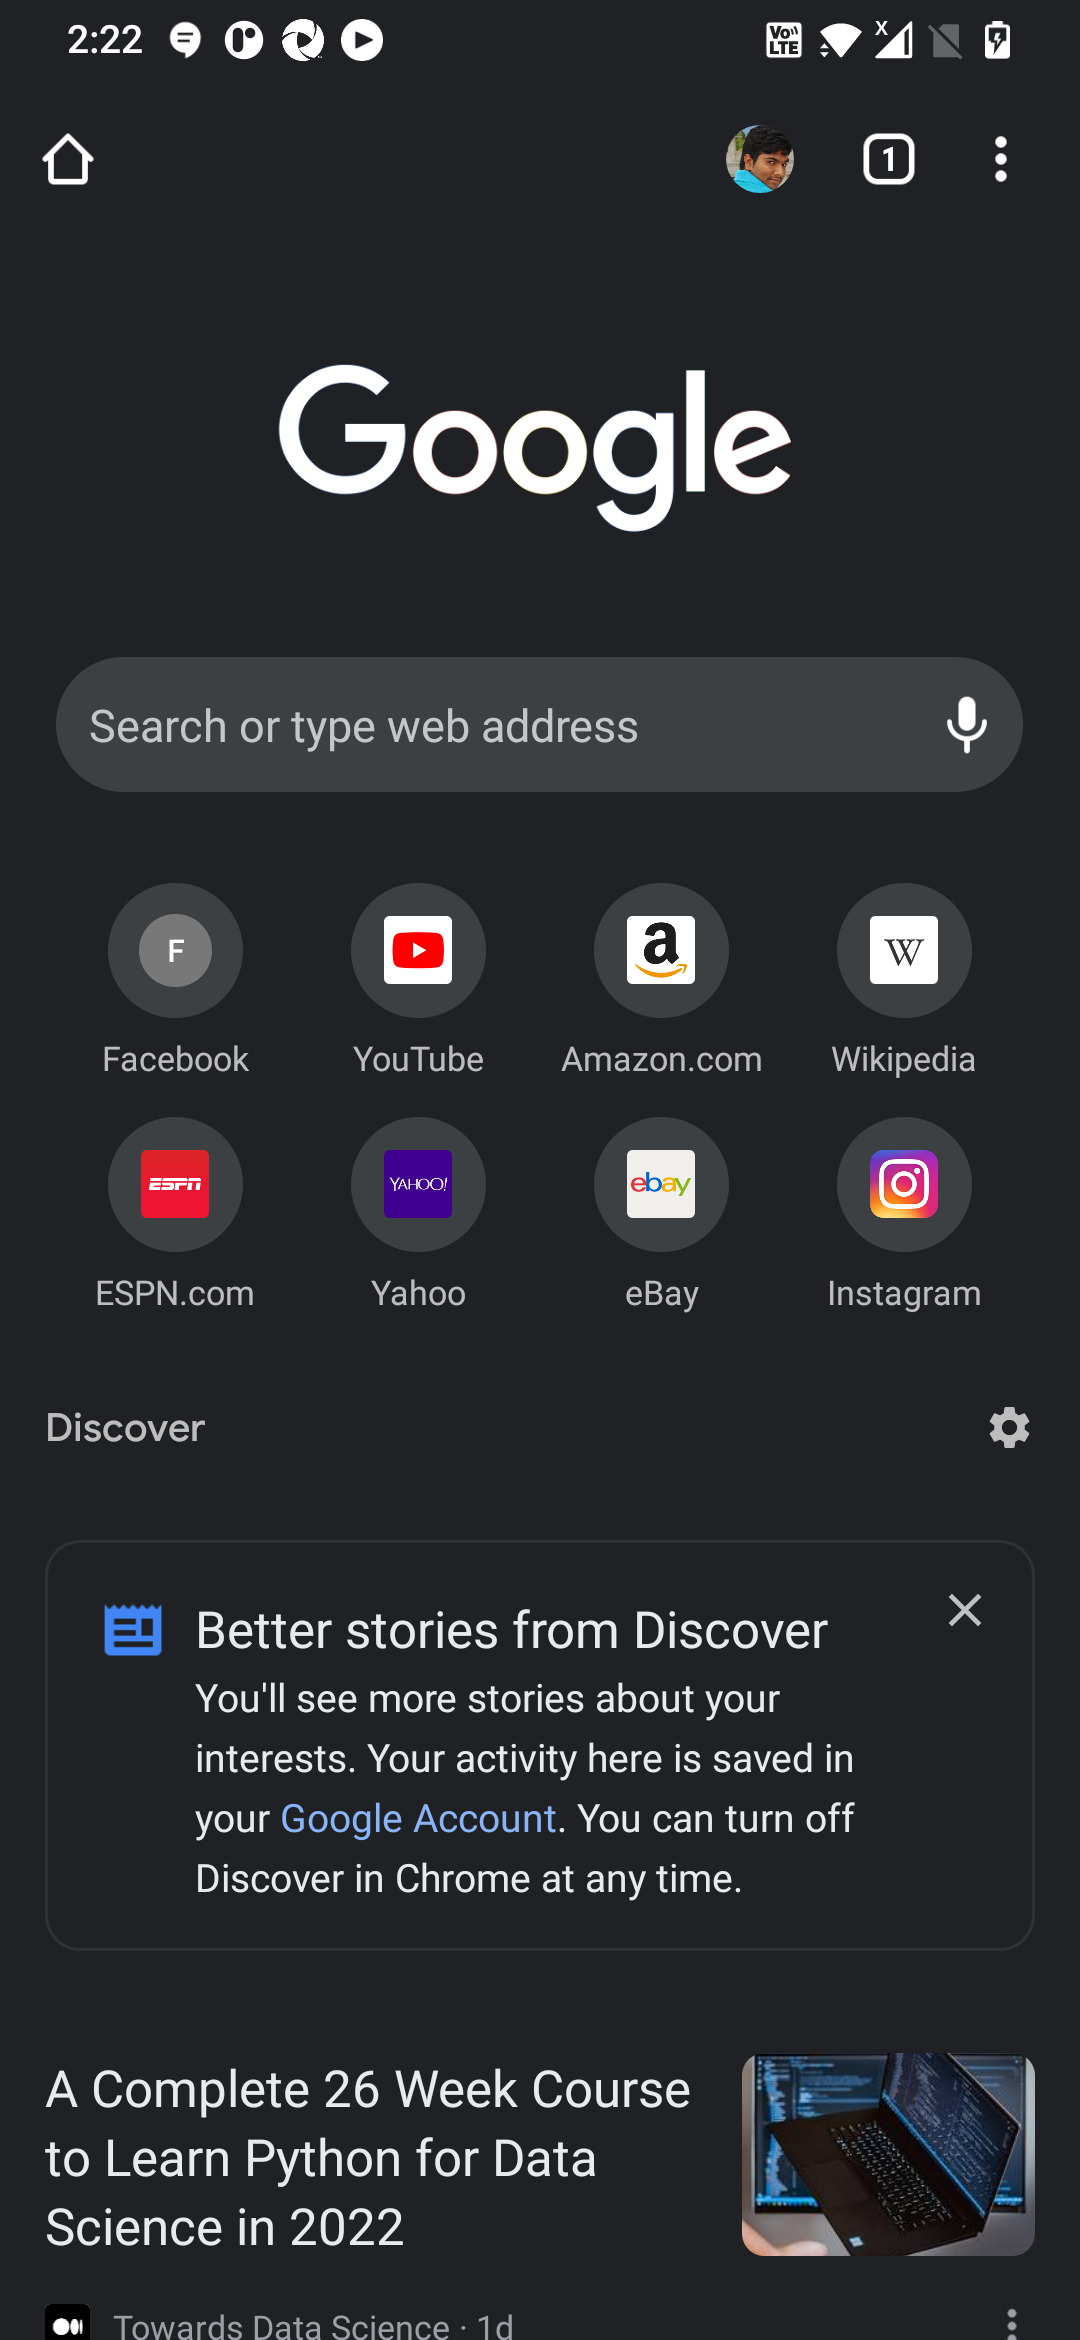 2:22
Vo))
LTE
X
1
Google
Search or type web address
F
a
W
Facebook
YouTube
Amazon.com
Wikipedia
ESPN
YAHOO!
ebay
ESPN.com
Yahoo
eBay
Instagram
Discover
Better stories from Discover
You'll see more stories about your
interests. Your activity here is saved in
your Google Account. You can turn off
Discover in Chrome at any time.
A Complete 26 Week Course
to Learn Python for Data
Science in 2022
Towards Data Science · 1d